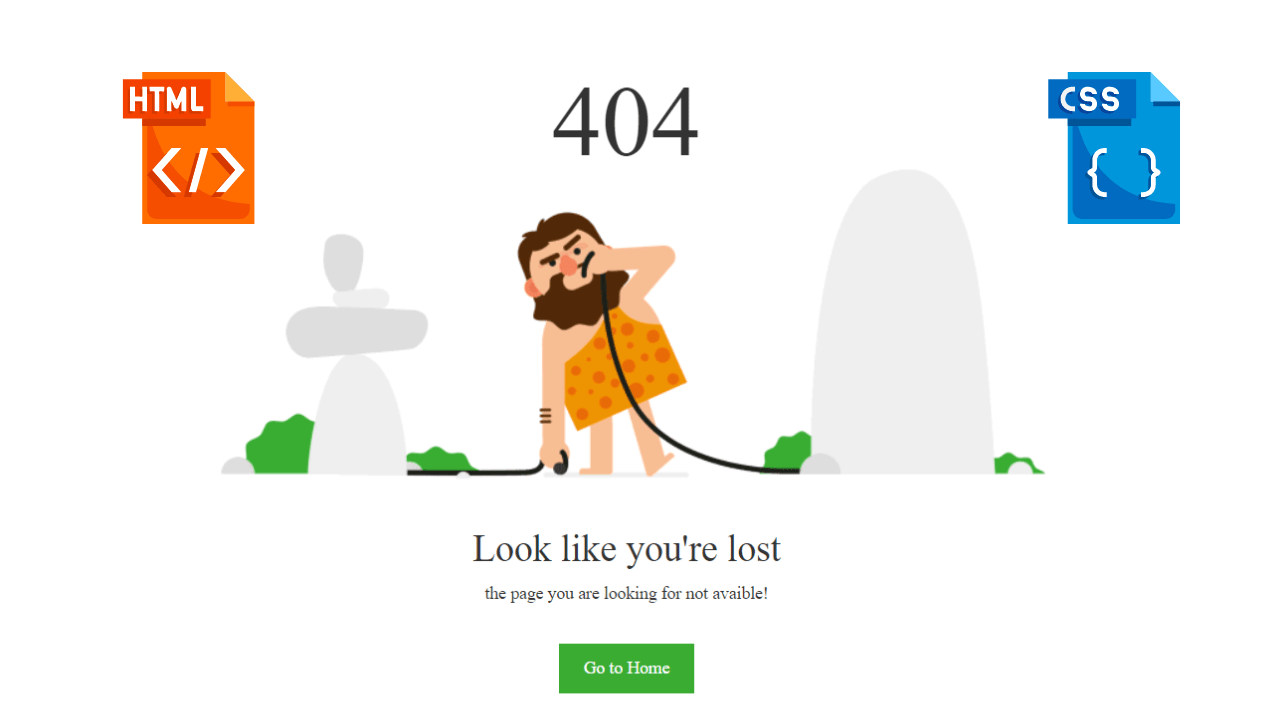 404
HTML
</>
CSS
{ }
Look like you're lost
the page you are looking for not avaible!
Go to Home